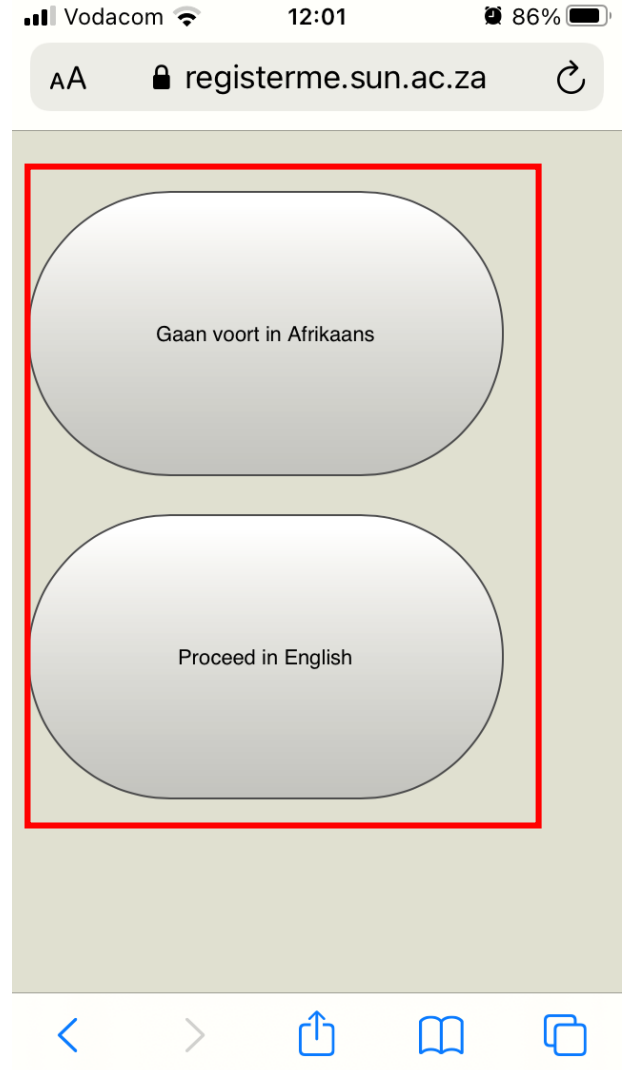 Vodacom 12:01 86%
AA registerme.sun.ac.za
Gaan voort in Afrikaans
Proceed in English